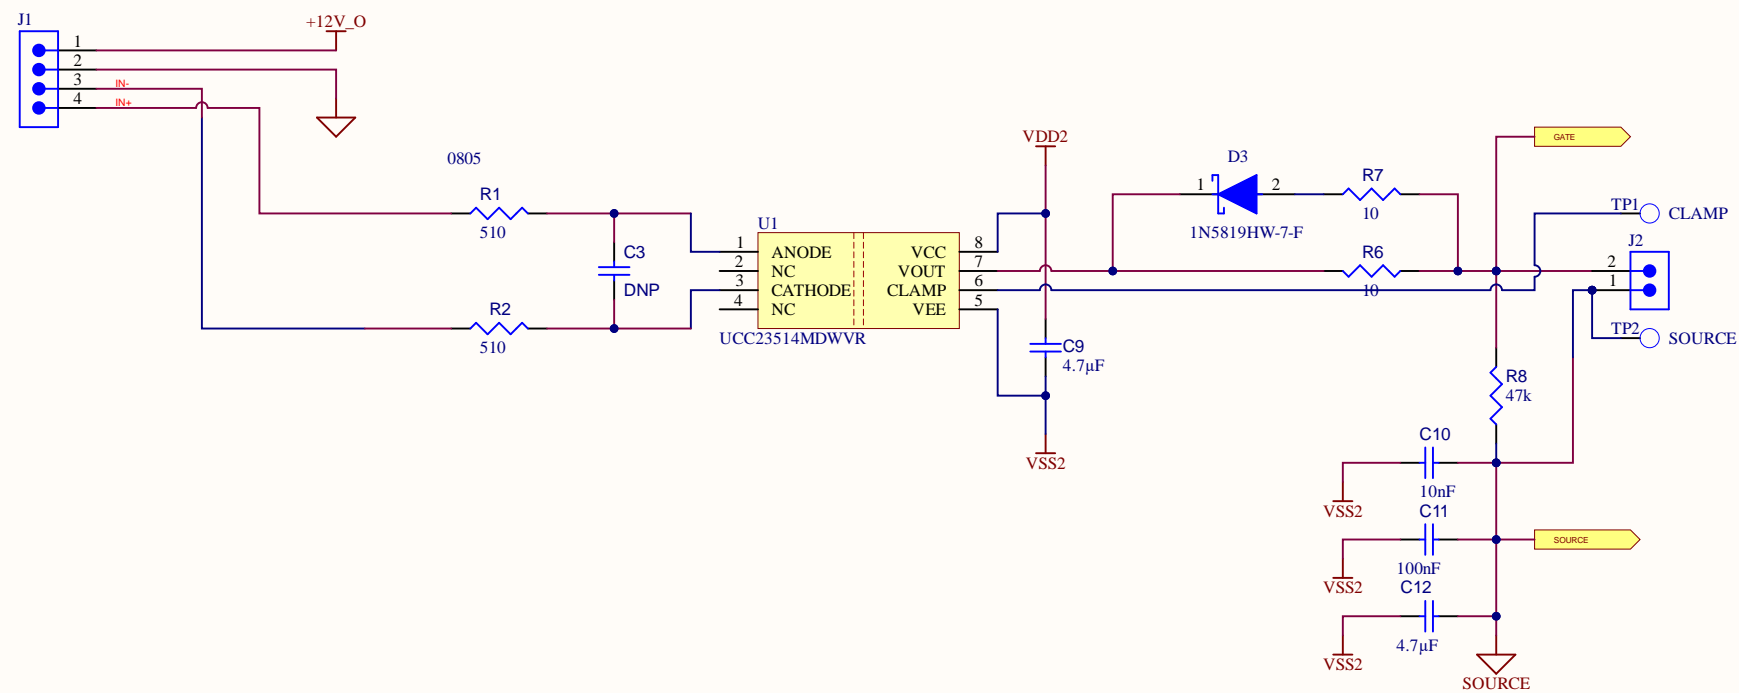 J1
+12V_O
1
2
3
4
IN-
IN+
0805
R1
510
C3
DNP
R2
510
U1
1 ANODE
2 NC
3 CATHODE
4 NC
VCC 8
VOUT 7
CLAMP 6
VEE 5
UCC23514MDWVR
VDD2
C9
4.7µF
VSS2
D3
1
2
1N5819HW-7-F
R7
10
R6
10
GATE
TP1
CLAMP
J2
2
1
TP2
SOURCE
R8
47k
C10
10nF
VSS2
C11
100nF
VSS2
SOURCE
C12
4.7µF
VSS2
SOURCE